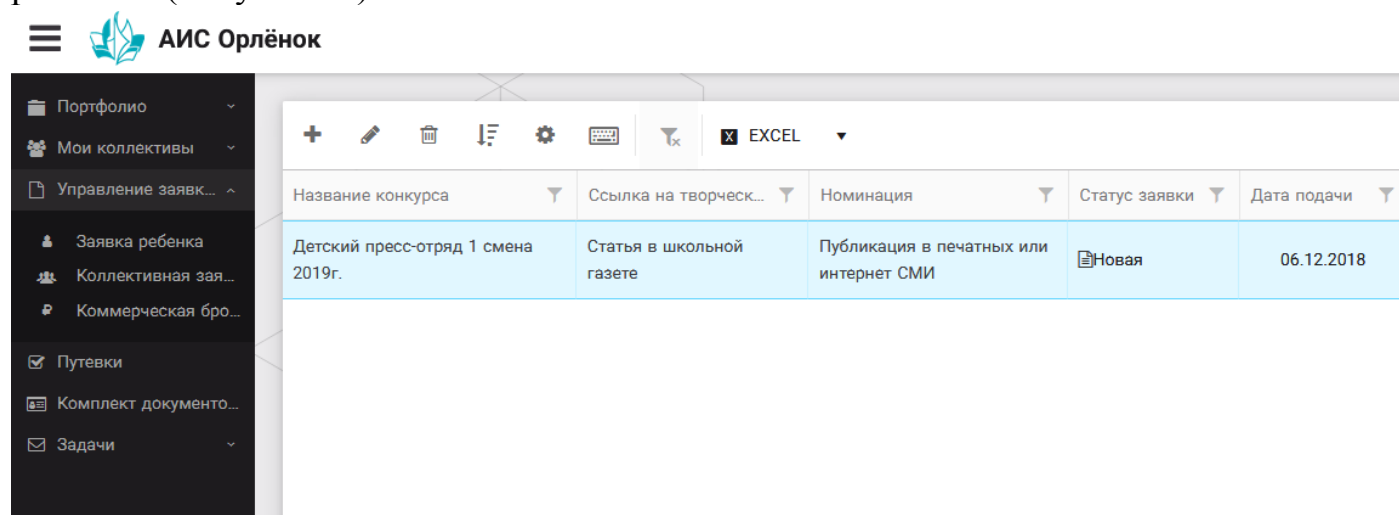 АИС Орлёнок
Портфолио
Мои коллективы
Управление заявк...
Заявка ребенка
Коллективная зая...
Коммерческая бро...
Путевки
Комплект документо...
Задачи
EXCEL
Название конкурса
Ссылка на творческ...
Номинация
Статус заявки
Дата подачи
Детский пресс-отряд 1 смена
2019г.
Статья в школьной
газете
Публикация в печатных или
интернет СМИ
Новая
06.12.2018